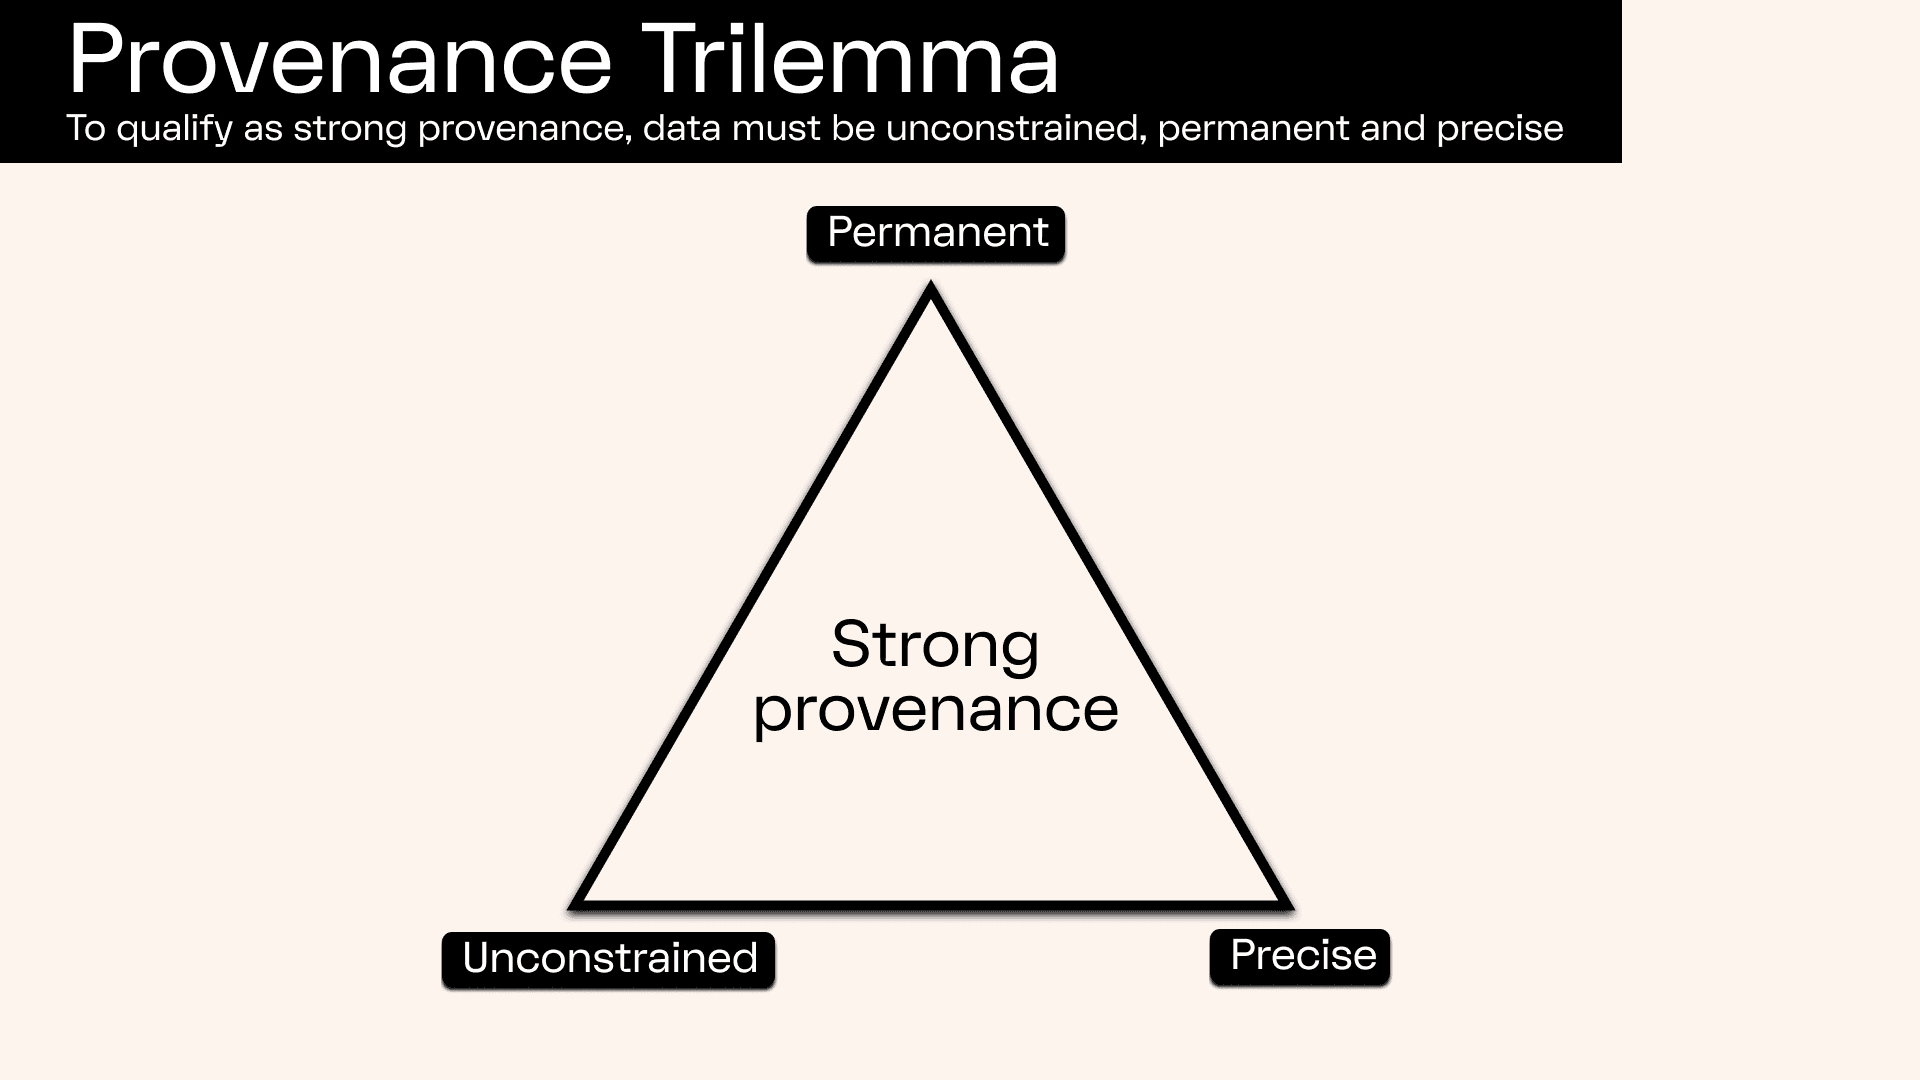 Provenance Trilemma
To qualify as strong provenance, data must be unconstrained, permanent and precise
Permanent
Strong
provenance
Unconstrained
Precise